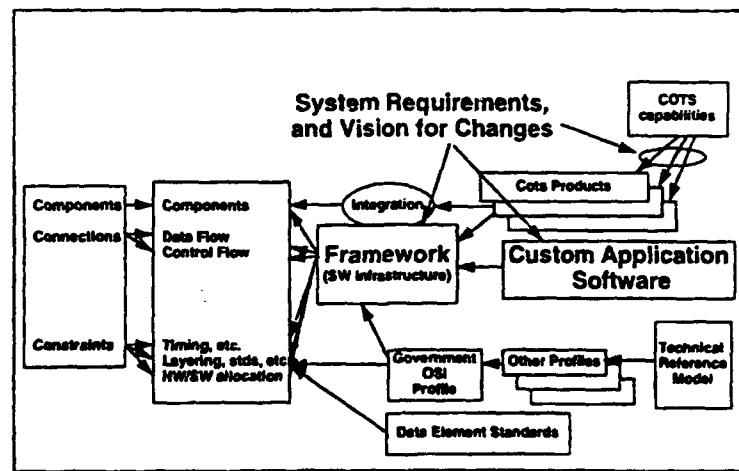 System Requirements,
and Vision for Changes
COTS
capabilities
Cots Products
Integration
Components
Connections
Constraints
Components
Data Flow
Control Flow
Timing, etc.
Layering, stds, etc
HW/SW allocation
Framework
(SW Infrastructure)
Custom Application
Software
Government
OSI
Profile
Other Profiles
Technical
Reference
Model
Data Element Standards